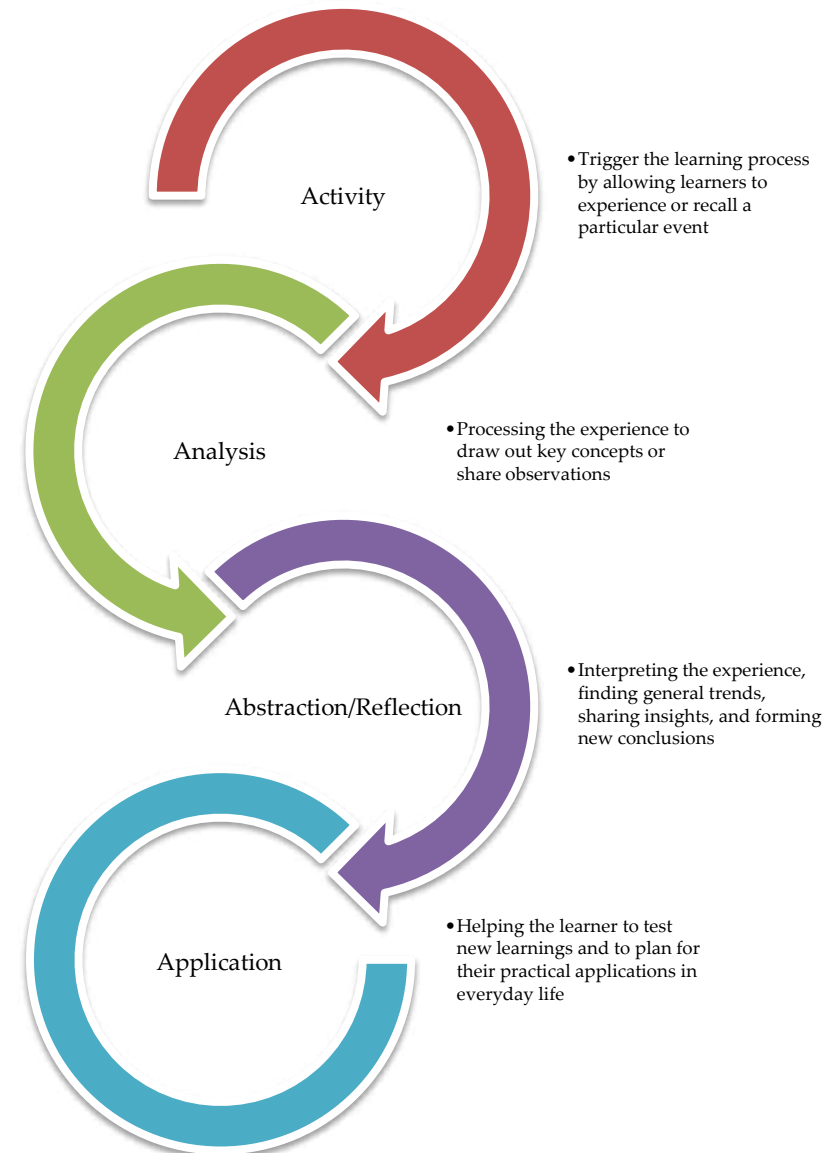 Activity
•Trigger the learning process
by allowing learners to
experience or recall a
particular event
Analysis
•Processing the experience to
draw out key concepts or
share observations
Abstraction/Reflection
•Interpreting the experience,
finding general trends,
sharing insights, and forming
new conclusions
Application
•Helping the learner to test
new learnings and to plan for
their practical applications in
everyday life